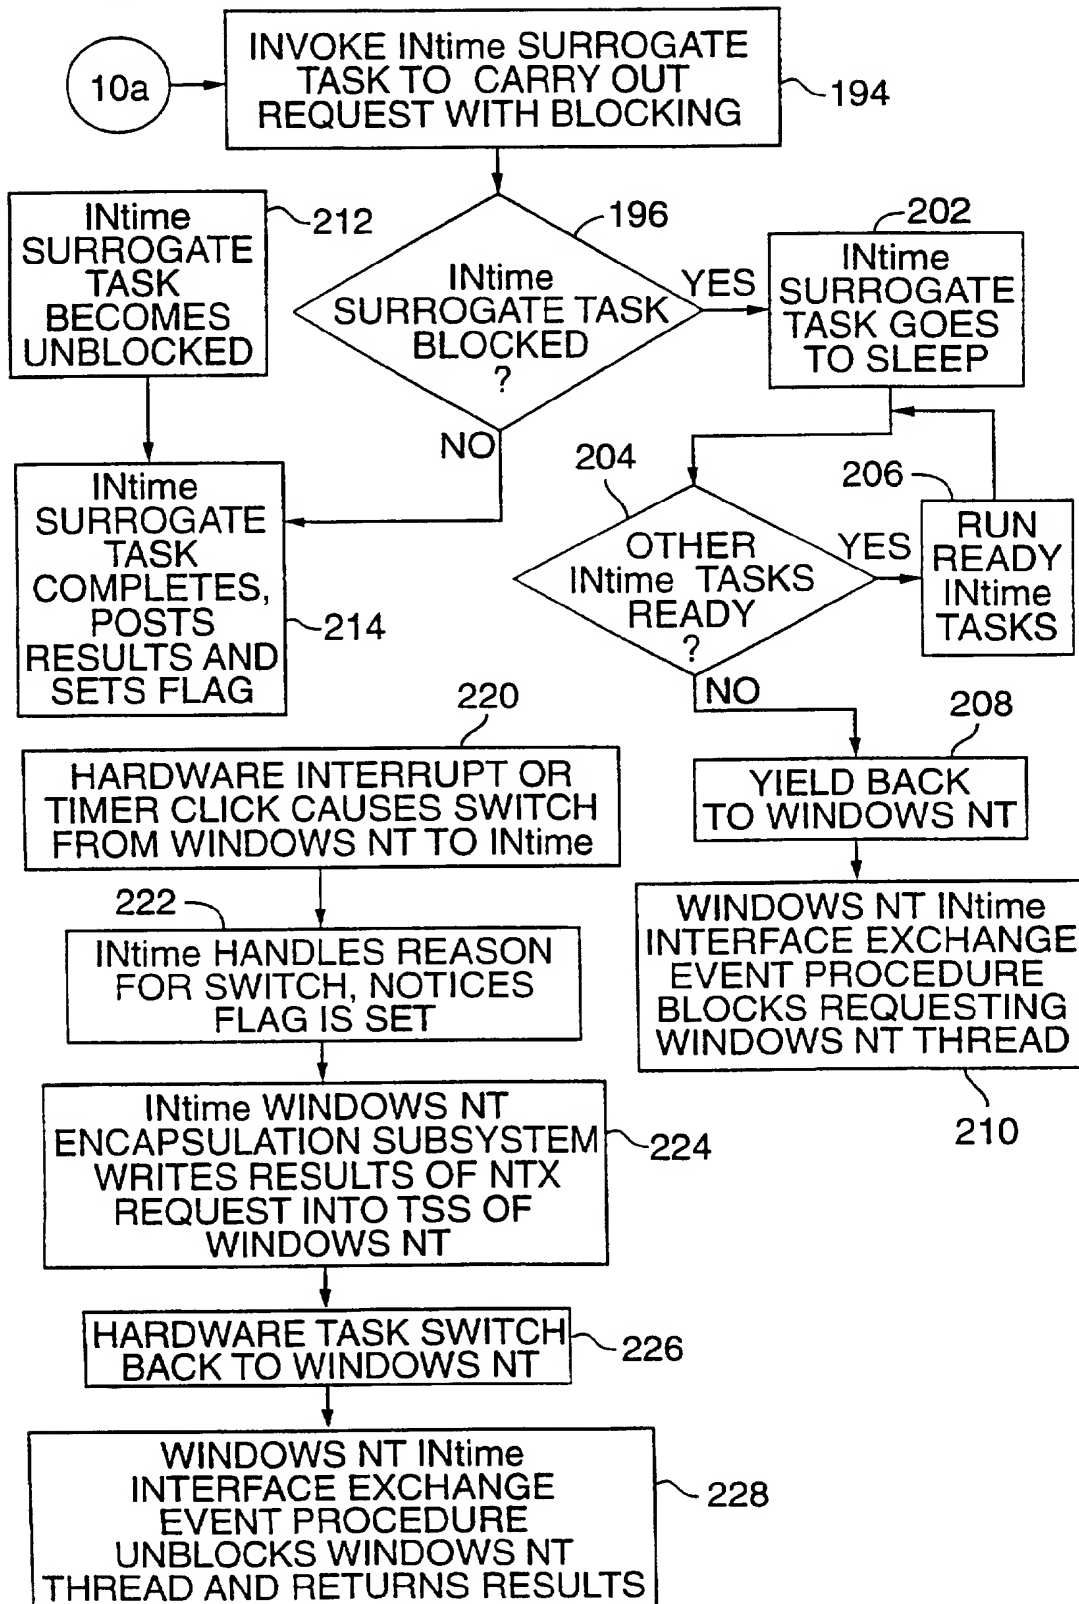 10a
INVOKE INtime SURROGATE
TASK TO CARRY OUT
REQUEST WITH BLOCKING
194
INtime
SURROGATE
TASK
BECOMES
UNBLOCKED
212
196
INtime
SURROGATE TASK
BLOCKED
?
YES
NO
202
INtime
SURROGATE
TASK GOES
TO SLEEP
INtime
SURROGATE
TASK
COMPLETES,
POSTS
RESULTS AND
SETS FLAG
214
204
OTHER
INtime TASKS
READY
?
YES
NO
206
RUN
READY
INtime
TASKS
208
YIELD BACK
TO WINDOWS NT
WINDOWS NT INtime
INTERFACE EXCHANGE
EVENT PROCEDURE
BLOCKS REQUESTING
WINDOWS NT THREAD
210
220
HARDWARE INTERRUPT OR
TIMER CLICK CAUSES SWITCH
FROM WINDOWS NT TO INtime
222
INtime HANDLES REASON
FOR SWITCH, NOTICES
FLAG IS SET
INtime WINDOWS NT
ENCAPSULATION SUBSYSTEM
WRITES RESULTS OF NTX
REQUEST INTO TSS OF
WINDOWS NT
224
HARDWARE TASK SWITCH
BACK TO WINDOWS NT
226
WINDOWS NT INtime
INTERFACE EXCHANGE
EVENT PROCEDURE
UNBLOCKS WINDOWS NT
THREAD AND RETURNS RESULTS
228